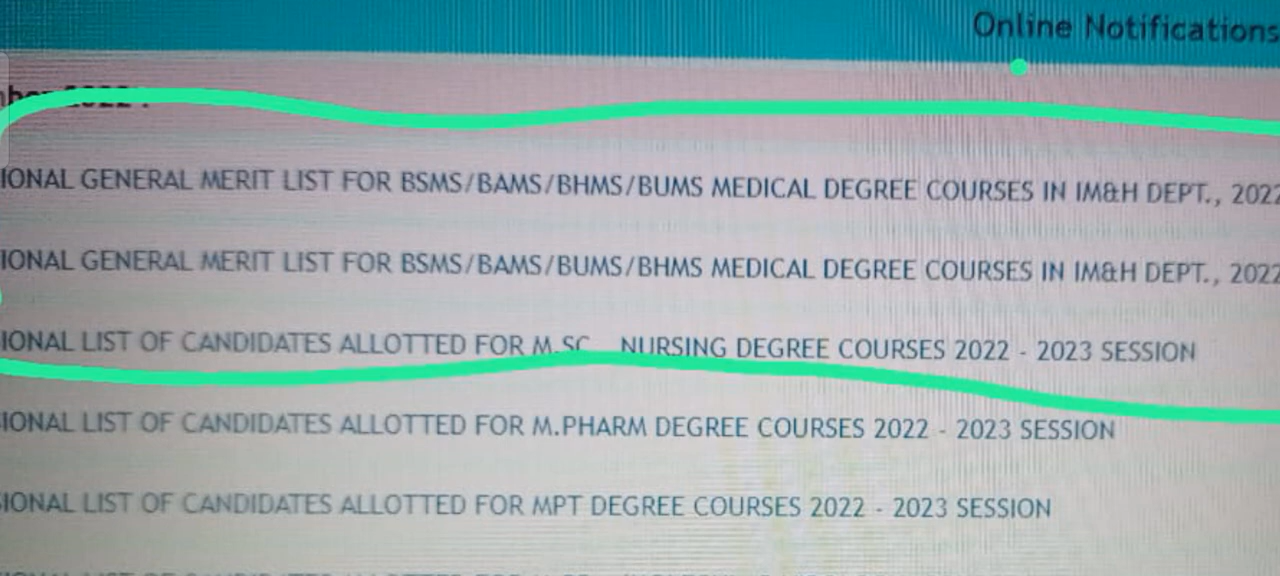 Online Notifications
2022 :
IONAL GENERAL MERIT LIST FOR BSMS/BAMS/BHMS/BUMS MEDICAL DEGREE COURSES IN IM&H DEPT., 2022
IONAL GENERAL MERIT LIST FOR BSMS/BAMS/BUMS/BHMS MEDICAL DEGREE COURSES IN IM&H DEPT., 2022
IONAL LIST OF CANDIDATES ALLOTTED FOR M.SC., NURSING DEGREE COURSES 2022 - 2023 SESSION
IONAL LIST OF CANDIDATES ALLOTTED FOR M.PHARM DEGREE COURSES 2022 - 2023 SESSION
IONAL LIST OF CANDIDATES ALLOTTED FOR MPT DEGREE COURSES 2022 - 2023 SESSION